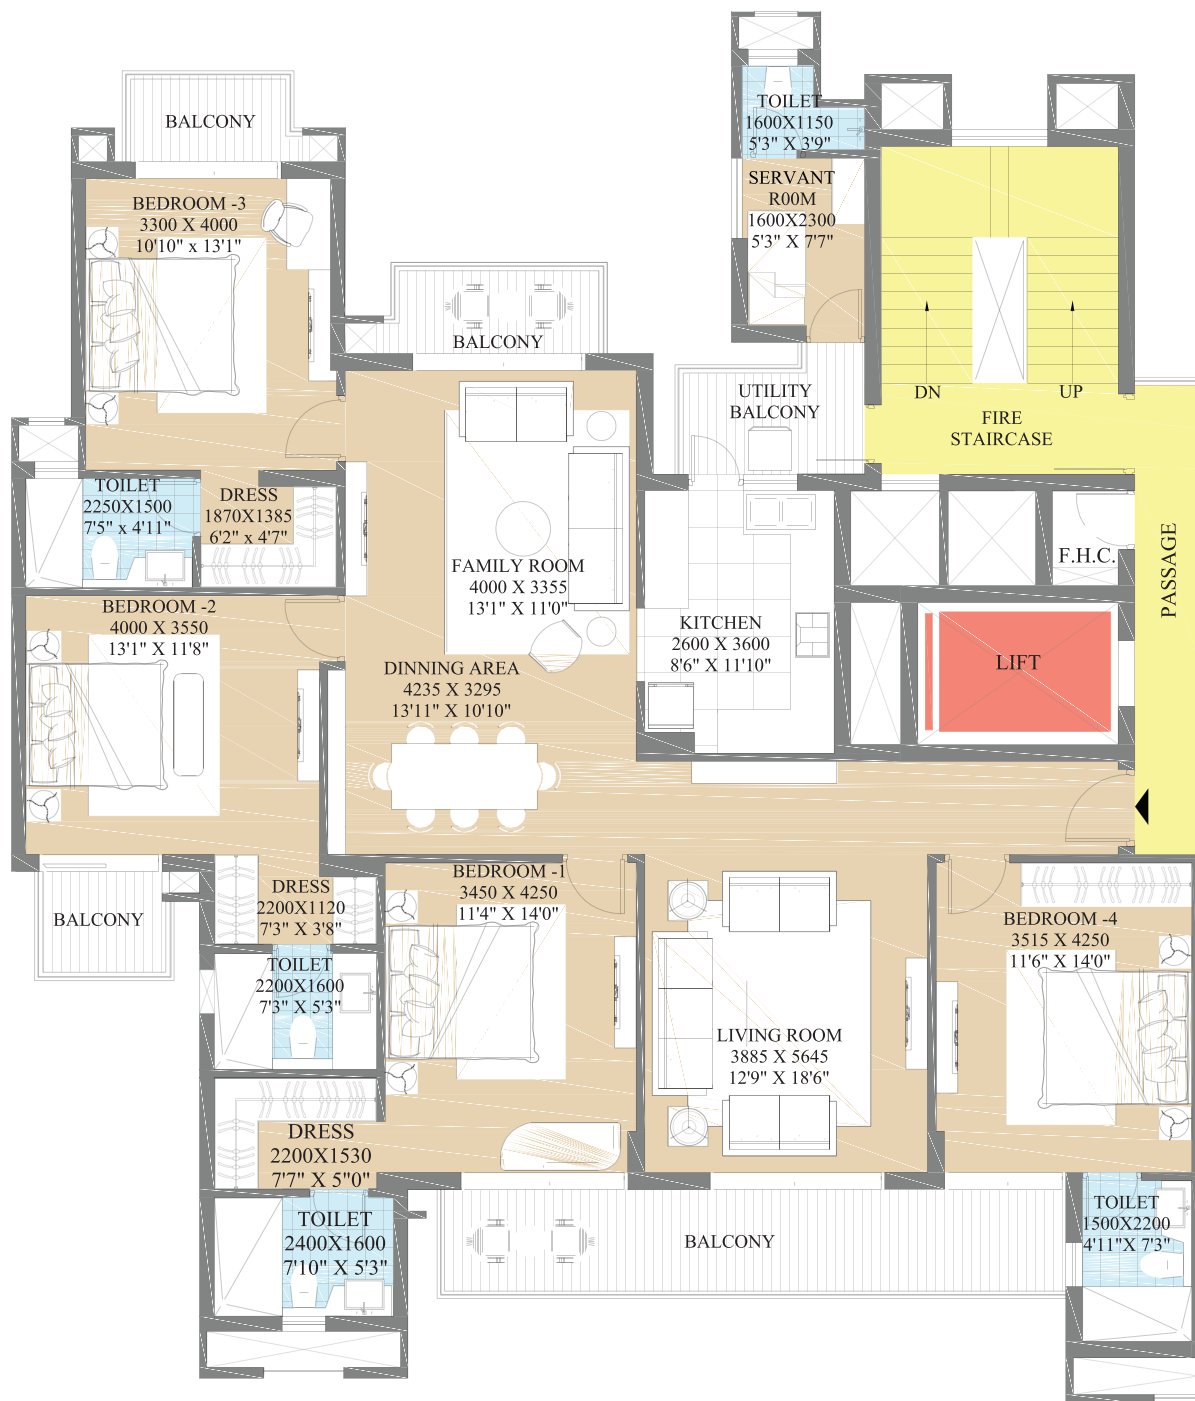 TOILET
1600X1150
5'3" X 3'9"
BALCONY
SERVANT
R00M
1600X2300
5'3" X 7'7"
BEDROOM -3
3300 X 4000
10'10" x 13'1"
BALCONY
UTILITY
BALCONY
DN
UP
FIRE
STAIRCASE
TOILET
2250X1500
7'5" x 4'11"
DRESS
1870X1385
6'2" x 4'7"
FAMILY ROOM
4000 X 3355
13'1" X 11'0"
F.H.C.
PASSAGE
BEDROOM -2
4000 X 3550
13'1" X 11'8"
KITCHEN
2600 X 3600
8'6" X 11'10"
LIFT
DINNING AREA
4235 X 3295
13'11" X 10'10"
BALCONY
DRESS
2200X1120
7'3" X 3'8"
BEDROOM -1
3450 X 4250
11'4" X 14'0"
BEDROOM -4
3515 X 4250
11'6" X 14'0"
TOILET
2200X1600
7'3" X 5'3"
LIVING ROOM
3885 X 5645
12'9" X 18'6"
DRESS
2200X1530
7'7" X 5"0"
TOILET
2400X1600
7'10" X 5'3"
BALCONY
TOILET
1500X2200
4'11"X 7'3"